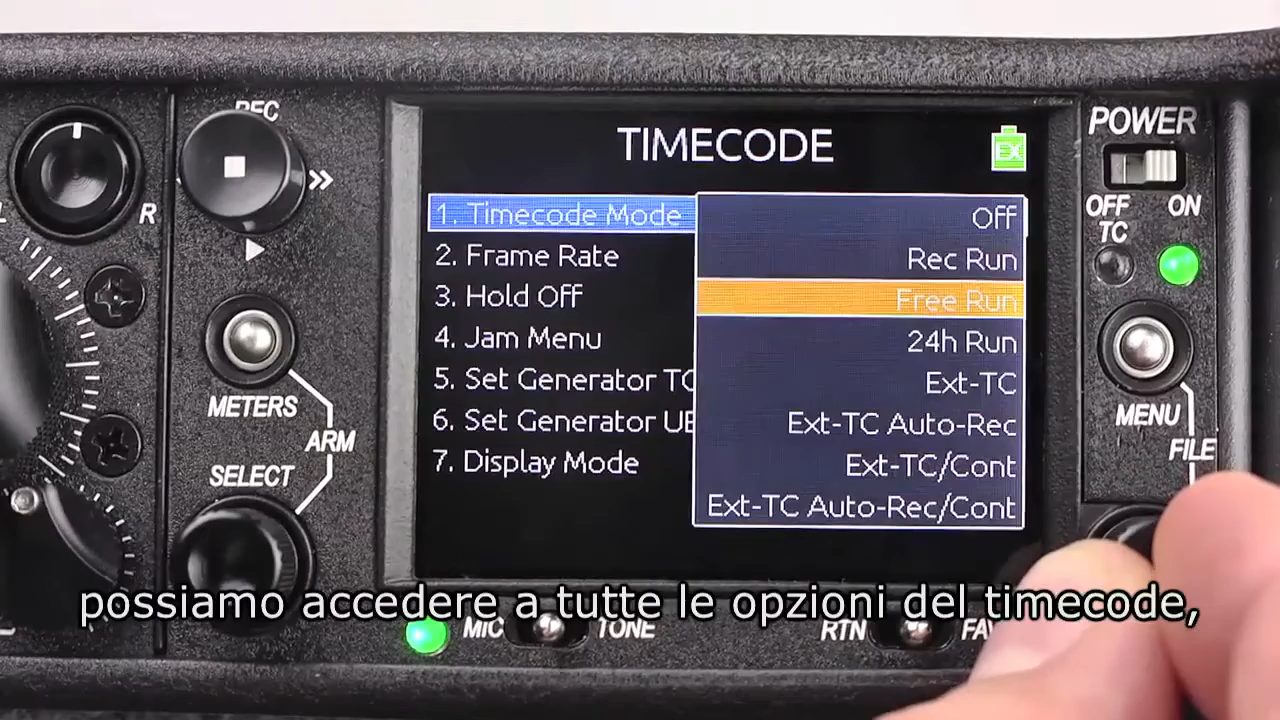 REC
TIMECODE
EX
POWER
OFF
ON
TC
R
1. Timecode Mode
2. Frame Rate
3. Hold Off
4. Jam Menu
5. Set Generator TC
6. Set Generator UB
7. Display Mode
Off
Rec Run
Free Run
24h Run
Ext-TC
Ext-TC Auto-Rec
Ext-TC/Cont
Ext-TC Auto-Rec/Cont
METERS
ARM
SELECT
MENU
FILE
possiamo accedere a tutte le opzioni del timecode,
MIC
TONE
RTN
FAV